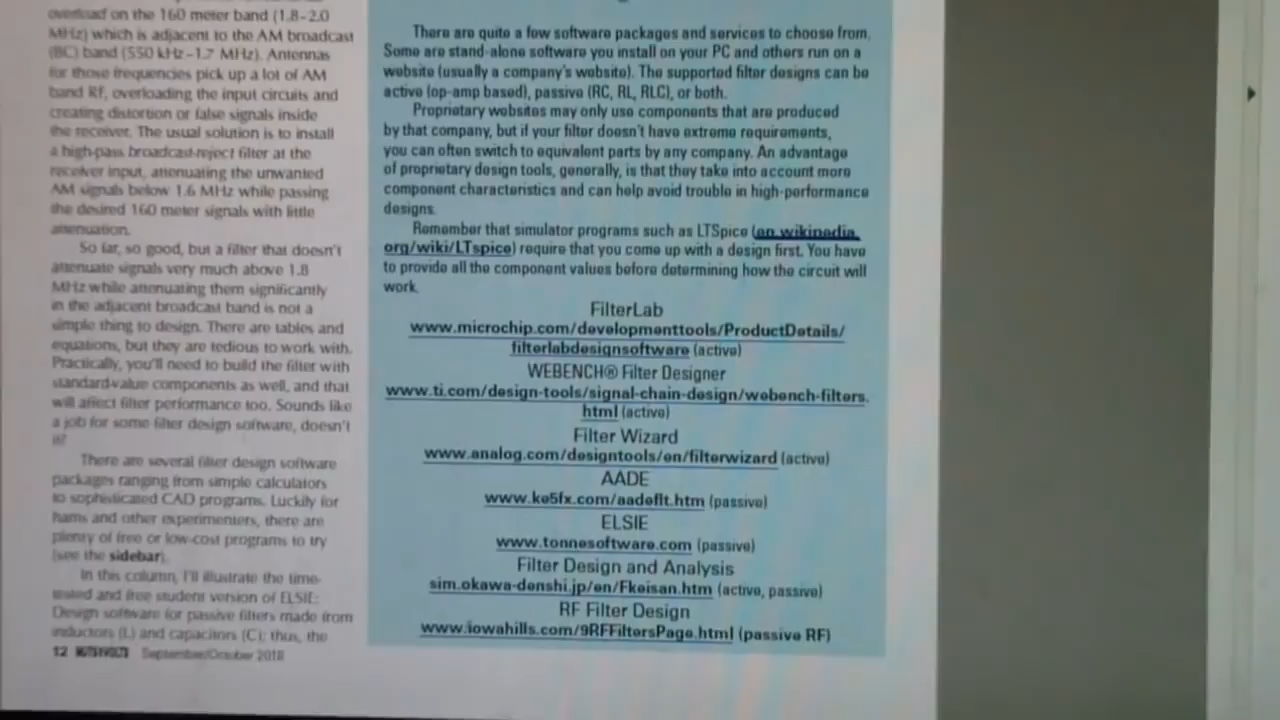 overload on the 160 meter band (1.8–2.0
MHz) which is adjacent to the AM broadcast
(BC) band (550 kHz–1.7 MHz). Antennas
for those frequencies pick up a lot of AM
band RF, overloading the input circuits and
creating distortion or false signals inside
the receiver. The usual solution is to install
a high-pass broadcast-reject filter at the
receiver input, attenuating the unwanted
AM signals below 1.6 MHz while passing
the desired 160 meter signals with little
attenuation.
So far, so good, but a filter that doesn't
attenuate signals very much above 1.8
MHz while attenuating them significantly
in the adjacent broadcast band is not a
simple thing to design. There are tables and
equations, but they are tedious to work with.
Practically, you'll need to build the filter with
standard-value components as well, and that
will affect filter performance too. Sounds like
a job for some filter design software, doesn't
it?
There are several filter design software
packages ranging from simple calculators
to sophisticated CAD programs. Luckily for
hams and other experimenters, there are
plenty of free or low-cost programs to try
(see the sidebar).
In this column, I'll illustrate the time-
tested and free student version of ELSIE:
Design software for passive filters made from
inductors (L) and capacitors (C); thus, the
12 NUTS&VOLTS September/October 2018
There are quite a few software packages and services to choose from.
Some are stand-alone software you install on your PC and others run on a
website (usually a company's website). The supported filter designs can be
active (op-amp based), passive (RC, RL, RLC), or both.
Proprietary websites may only use components that are produced
by that company, but if your filter doesn't have extreme requirements,
you can often switch to equivalent parts by any company. An advantage
of proprietary design tools, generally, is that they take into account more
component characteristics and can help avoid trouble in high-performance
designs.
Remember that simulator programs such as LTSpice (en.wikipedia.
org/wiki/LTspice) require that you come up with a design first. You have
to provide all the component values before determining how the circuit will
work.
FilterLab
www.microchip.com/developmenttools/ProductDetails/
filterlabdesignsoftware (active)
WEBENCH® Filter Designer
www.ti.com/design-tools/signal-chain-design/webench-filters.
html (active)
Filter Wizard
www.analog.com/designtools/en/filterwizard (active)
AADE
www.ke5fx.com/aadeflt.htm (passive)
ELSIE
www.tonnesoftware.com (passive)
Filter Design and Analysis
sim.okawa-denshi.jp/en/Fkeisan.htm (active, passive)
RF Filter Design
www.iowahills.com/9RFFiltersPage.html (passive RF)